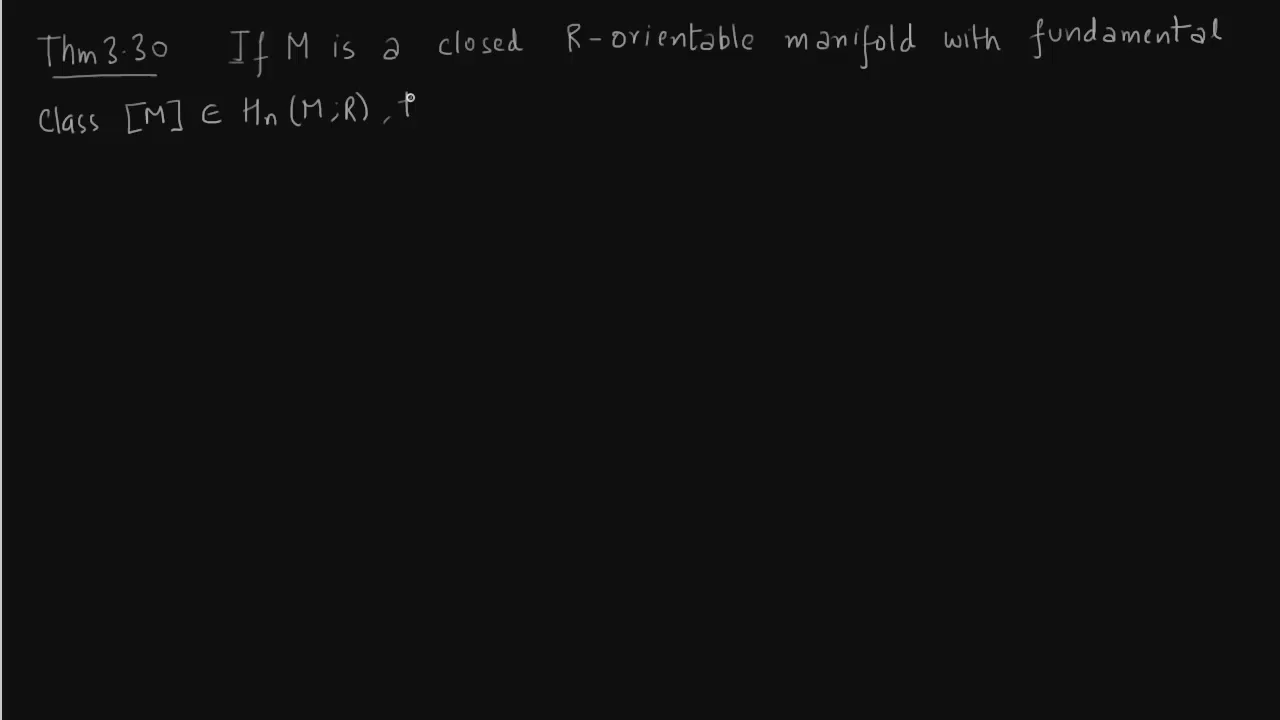 Thm 3.30 If M is a closed R-orientable manifold with fundamental
class [M] ∈ Hn (M;R), t